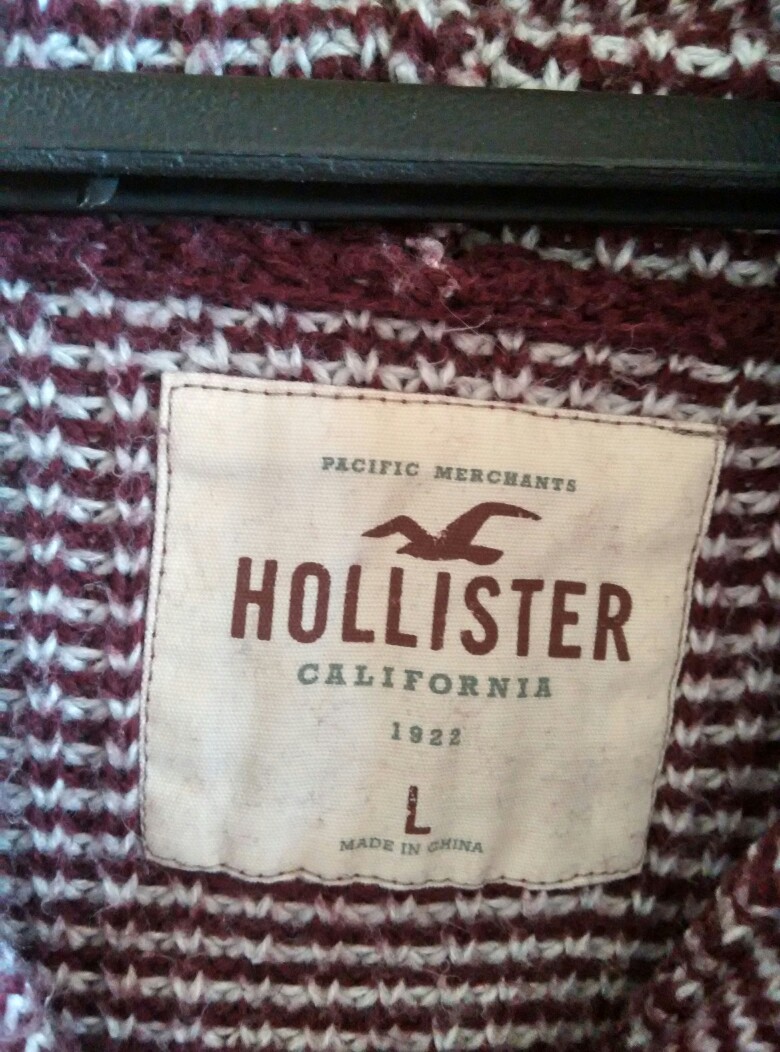 PACIFIC MERCHANTS
HOLLISTER
CALIFORNIA
1922
L
MADE IN CHINA